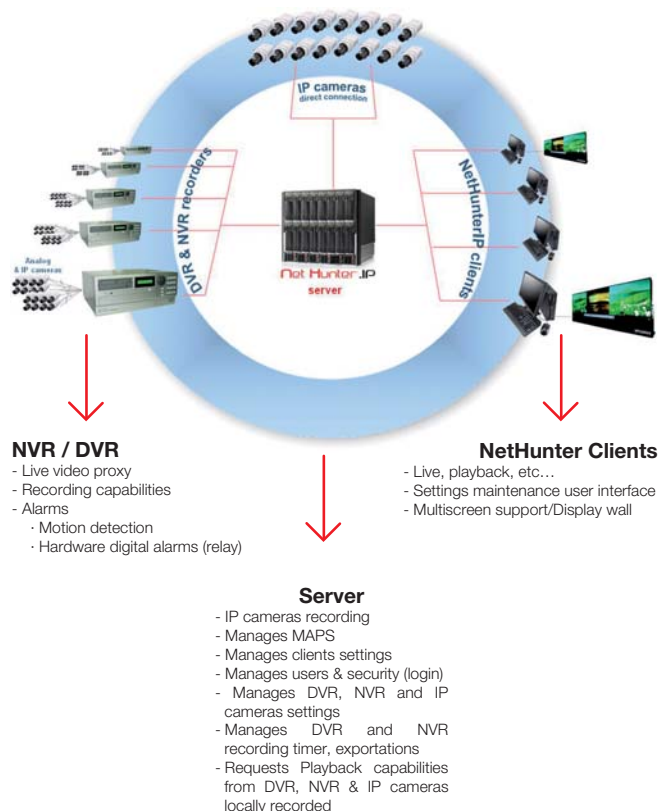 IP cameras
direct connection
DVR & NVR recorders
NetHunterIP clients
Net Hunter.IP
server
Analog
& IP cameras
NVR / DVR
- Live video proxy
- Recording capabilities
- Alarms
· Motion detection
· Hardware digital alarms (relay)
NetHunter Clients
- Live, playback, etc…
- Settings maintenance user interface
- Multiscreen support/Display wall
Server
- IP cameras recording
- Manages MAPS
- Manages clients settings
- Manages users & security (login)
- Manages DVR, NVR and IP
cameras settings
- Manages DVR and NVR
recording timer, exportations
- Requests Playback capabilities
from DVR, NVR & IP cameras
locally recorded